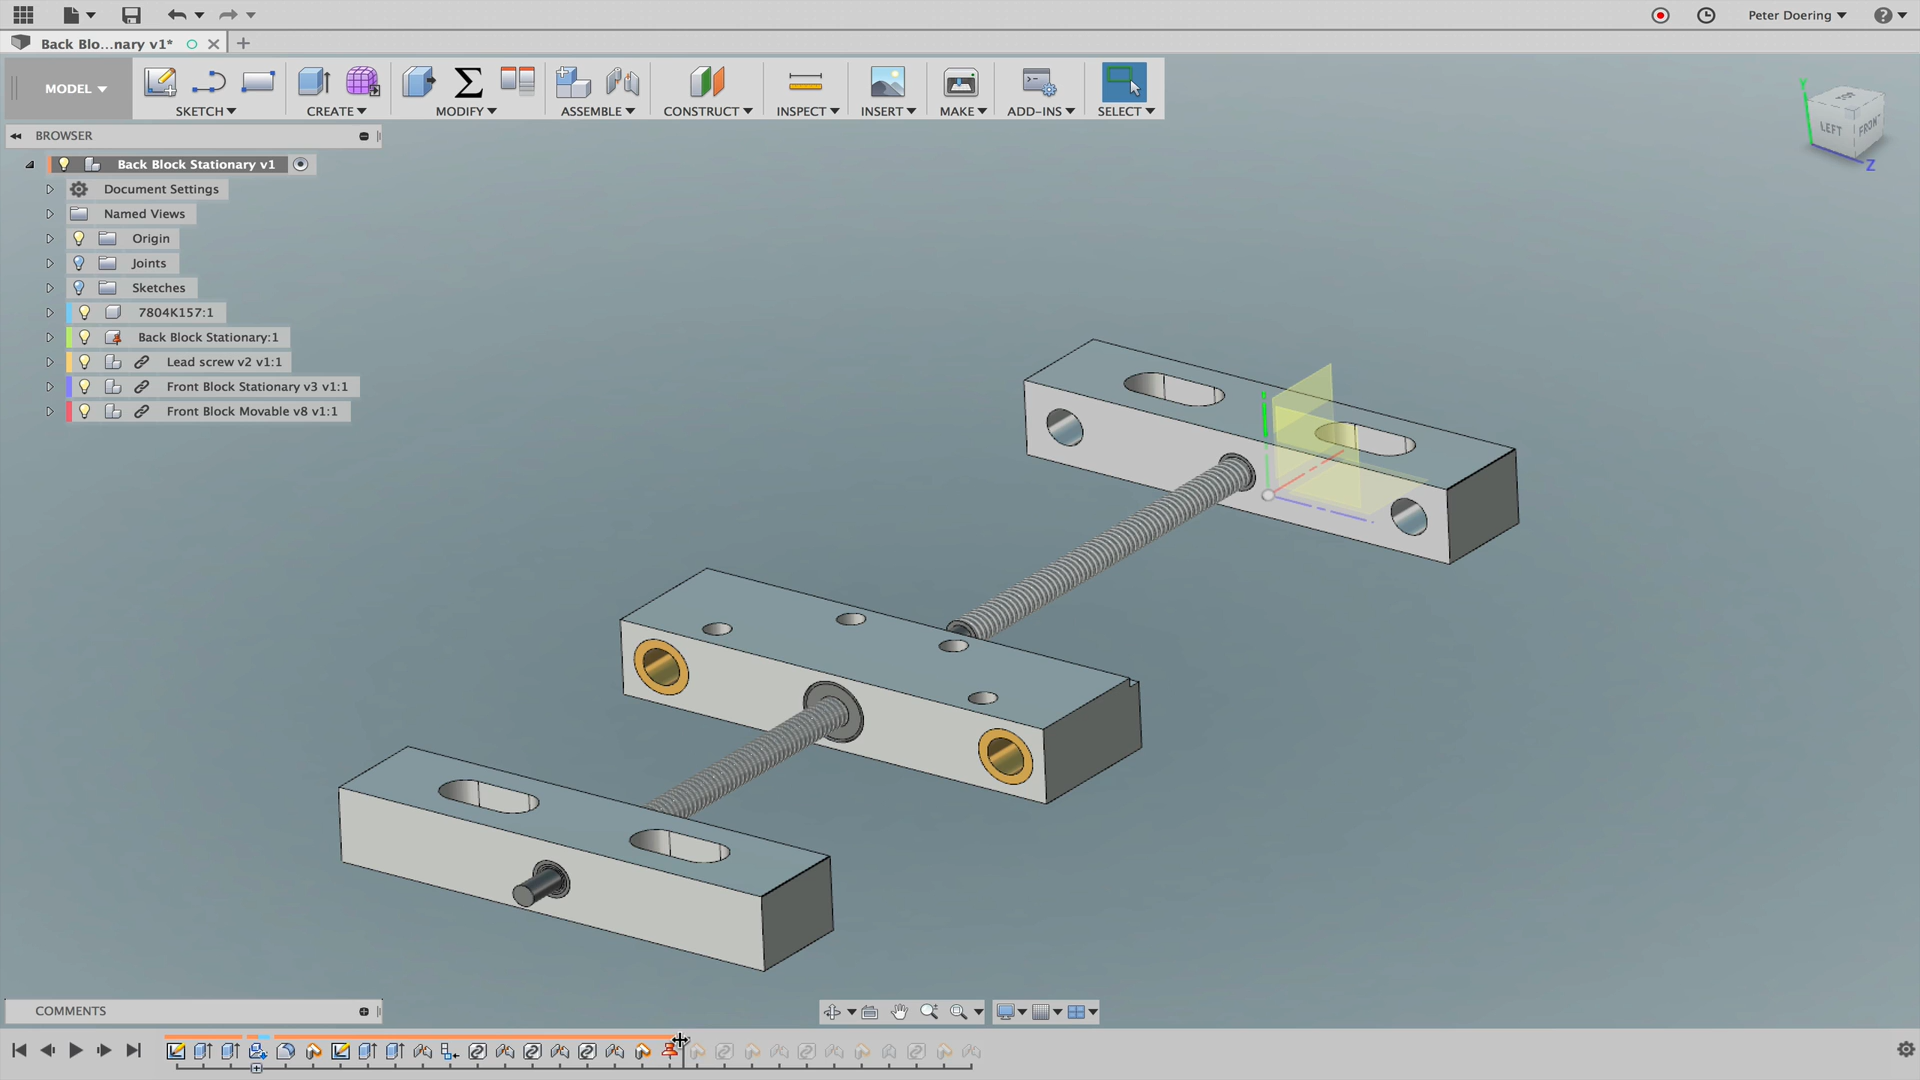 Peter Doering
Back Blo...nary v1*
MODEL
SKETCH
CREATE
MODIFY
ASSEMBLE
CONSTRUCT
INSPECT
INSERT
MAKE
ADD-INS
SELECT
BROWSER
Back Block Stationary v1
Document Settings
Named Views
Origin
Joints
Sketches
7804K157:1
Back Block Stationary:1
Lead screw v2 v1:1
Front Block Stationary v3 v1:1
Front Block Movable v8 v1:1
Y
TOP
LEFT
FRONT
Z
COMMENTS